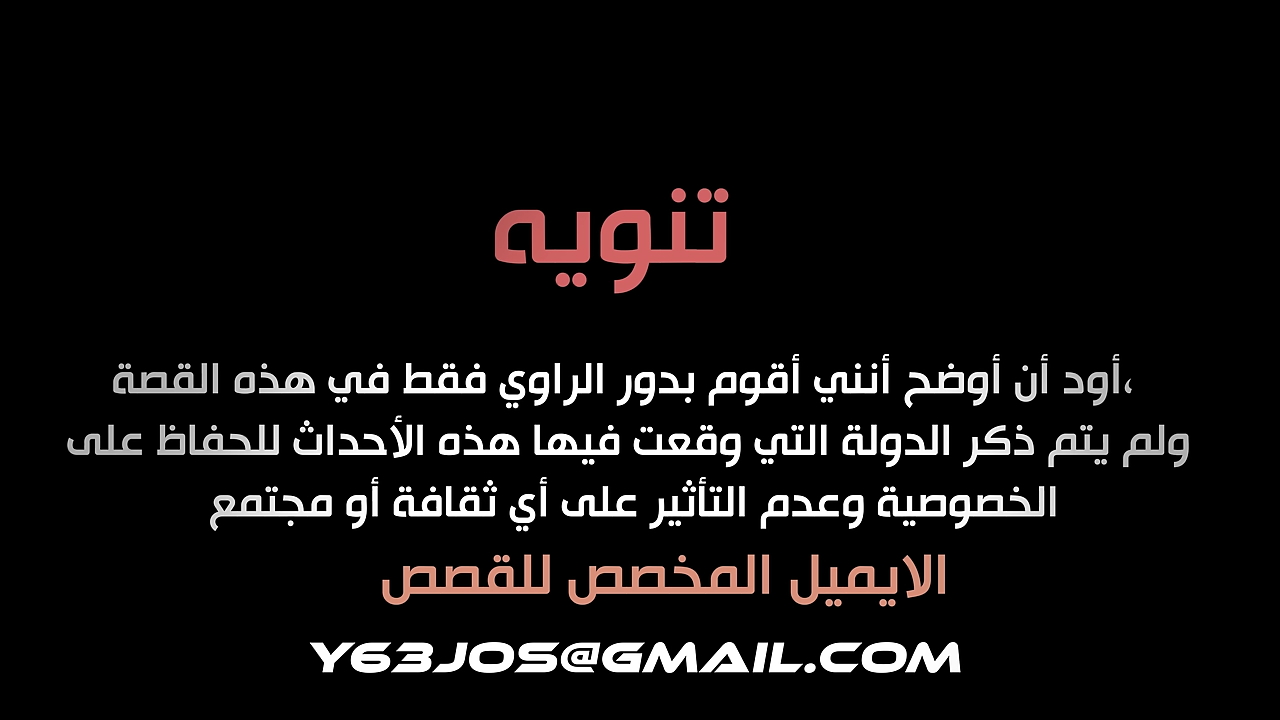 تنويه
أود أن أوضح أنني أقوم بدور الراوي فقط في هذه القصة،
ولم يتم ذكر الدولة التي وقعت فيها هذه الأحداث للحفاظ على
الخصوصية وعدم التأثير على أي ثقافة أو مجتمع
الايميل المخصص للقصص
Y63JOS@GMAIL.COM